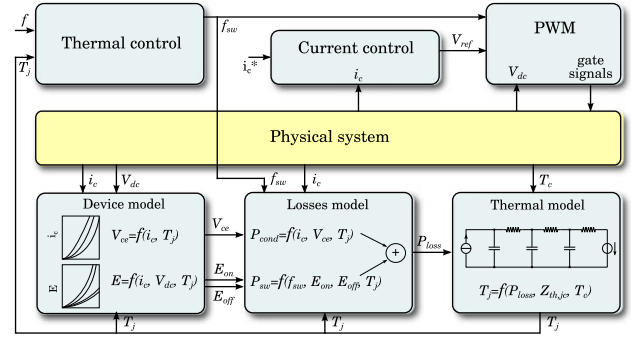 f
T_j
Thermal control
f_sw
i_c*
Current control
i_c
V_ref
PWM
V_dc
gate
signals
Physical system
i_c
V_dc
f_sw
i_c
T_c
Device model
i_c
V_ce=f(i_c, T_j)
E
E=f(i_c, V_dc, T_j)
V_ce
E_on
E_off
Losses model
P_cond=f(i_c, V_ce, T_j)
+
P_sw=f(f_sw, E_on, E_off, T_j)
P_loss
Thermal model
T_j=f(P_loss, Z_th,jc, T_c)
T_j
T_j
T_j